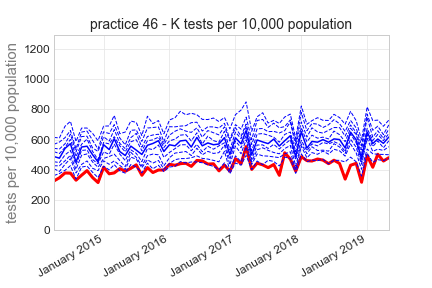 practice 46 - K tests per 10,000 population
tests per 10,000 population
1200
1000
800
600
400
200
0
January 2015
January 2016
January 2017
January 2018
January 2019